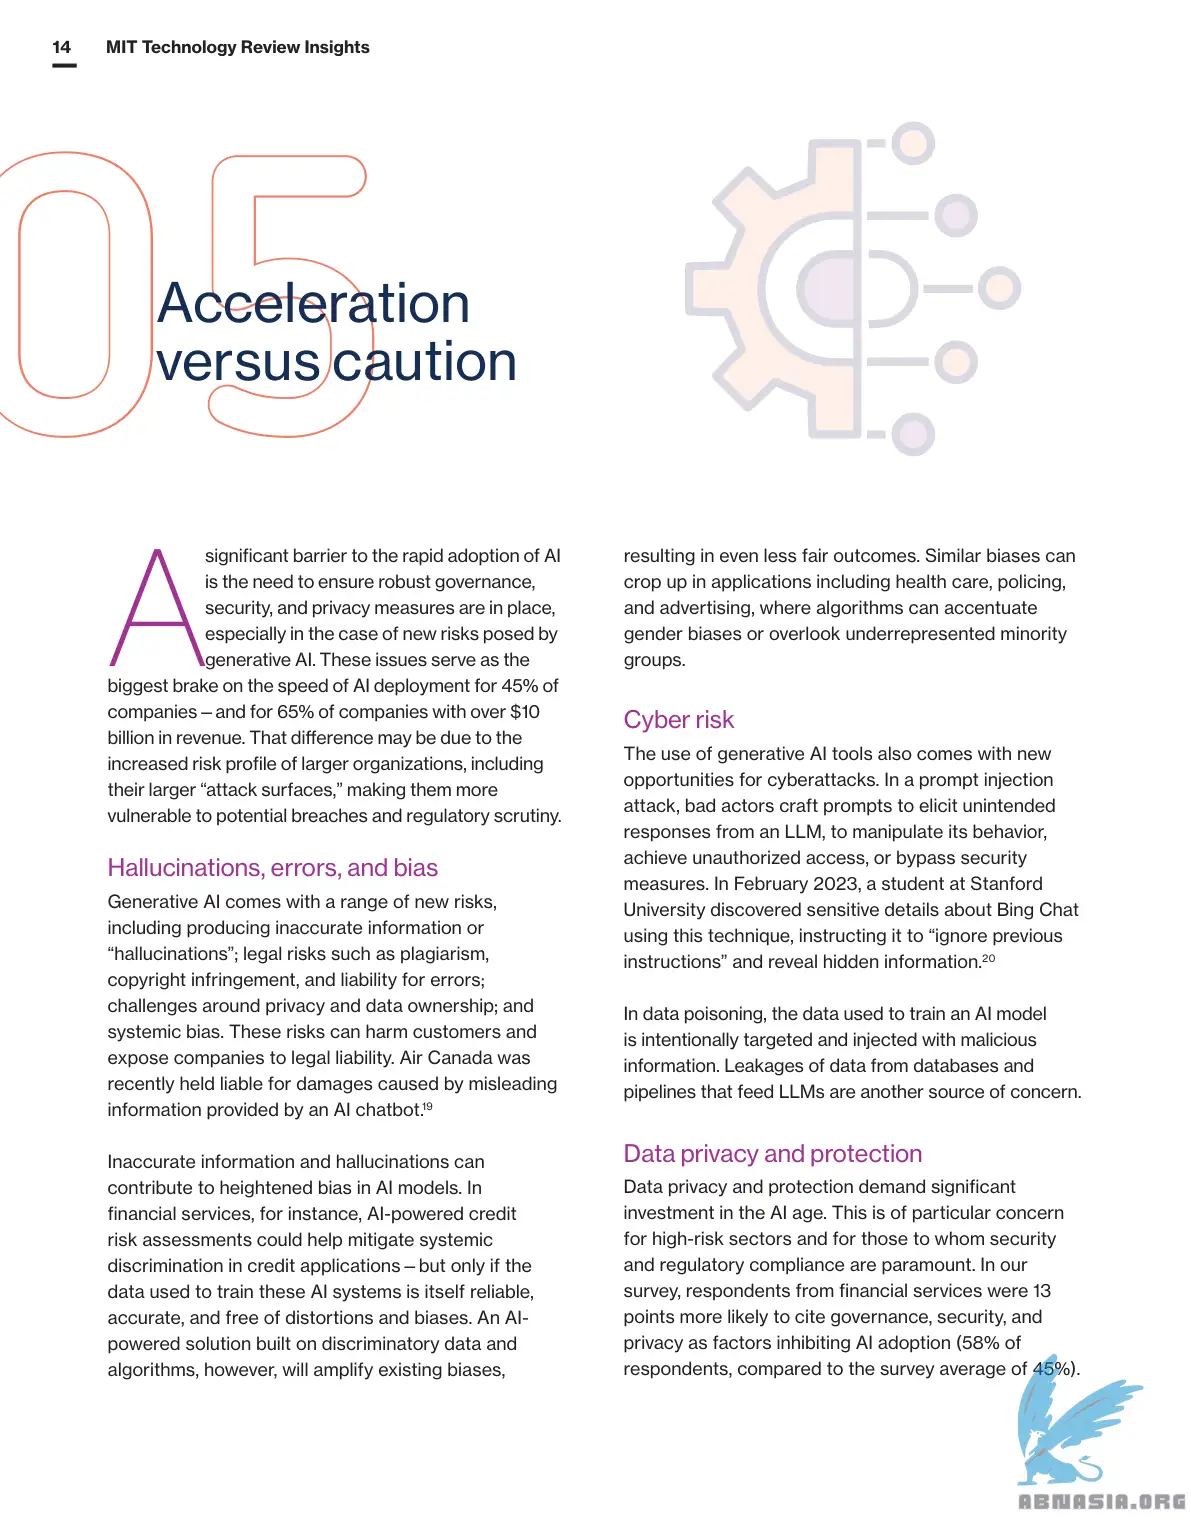 14 MIT Technology Review Insights
05
Acceleration
versus caution
A significant barrier to the rapid adoption of AI
is the need to ensure robust governance,
security, and privacy measures are in place,
especially in the case of new risks posed by
generative AI. These issues serve as the
biggest brake on the speed of AI deployment for 45% of
companies—and for 65% of companies with over $10
billion in revenue. That difference may be due to the
increased risk profile of larger organizations, including
their larger “attack surfaces,” making them more
vulnerable to potential breaches and regulatory scrutiny.
Hallucinations, errors, and bias
Generative AI comes with a range of new risks,
including producing inaccurate information or
“hallucinations”; legal risks such as plagiarism,
copyright infringement, and liability for errors;
challenges around privacy and data ownership; and
systemic bias. These risks can harm customers and
expose companies to legal liability. Air Canada was
recently held liable for damages caused by misleading
information provided by an AI chatbot.19
Inaccurate information and hallucinations can
contribute to heightened bias in AI models. In
financial services, for instance, AI-powered credit
risk assessments could help mitigate systemic
discrimination in credit applications—but only if the
data used to train these AI systems is itself reliable,
accurate, and free of distortions and biases. An AI-
powered solution built on discriminatory data and
algorithms, however, will amplify existing biases,
resulting in even less fair outcomes. Similar biases can
crop up in applications including health care, policing,
and advertising, where algorithms can accentuate
gender biases or overlook underrepresented minority
groups.
Cyber risk
The use of generative AI tools also comes with new
opportunities for cyberattacks. In a prompt injection
attack, bad actors craft prompts to elicit unintended
responses from an LLM, to manipulate its behavior,
achieve unauthorized access, or bypass security
measures. In February 2023, a student at Stanford
University discovered sensitive details about Bing Chat
using this technique, instructing it to “ignore previous
instructions” and reveal hidden information.20
In data poisoning, the data used to train an AI model
is intentionally targeted and injected with malicious
information. Leakages of data from databases and
pipelines that feed LLMs are another source of concern.
Data privacy and protection
Data privacy and protection demand significant
investment in the AI age. This is of particular concern
for high-risk sectors and for those to whom security
and regulatory compliance are paramount. In our
survey, respondents from financial services were 13
points more likely to cite governance, security, and
privacy as factors inhibiting AI adoption (58% of
respondents, compared to the survey average of 45%).
ABNASIA.ORG